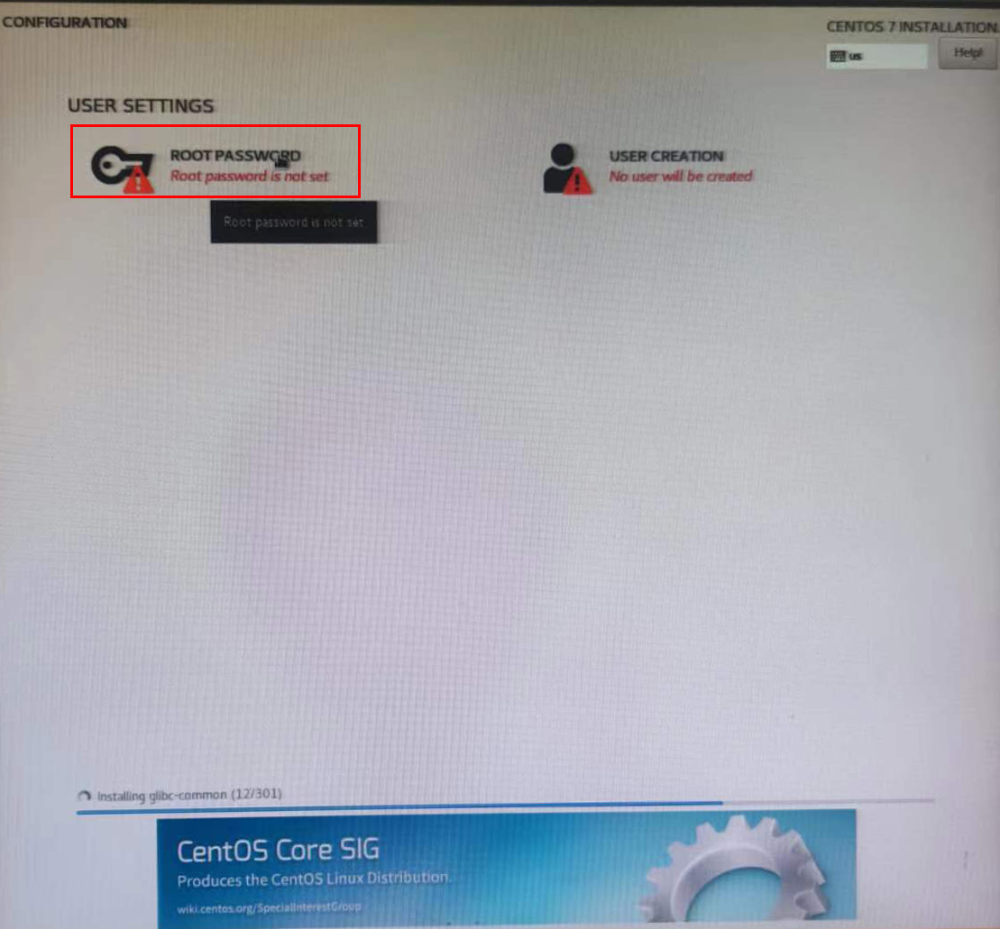 CONFIGURATION
CENTOS 7 INSTALLATION
us
Help!
USER SETTINGS
ROOT PASSWORD
Root password is not set
USER CREATION
No user will be created
Root password is not set
Installing glibc-common (12/301)
CentOS Core SIG
Produces the CentOS Linux Distribution.
wiki.centos.org/SpecialInterestGroup